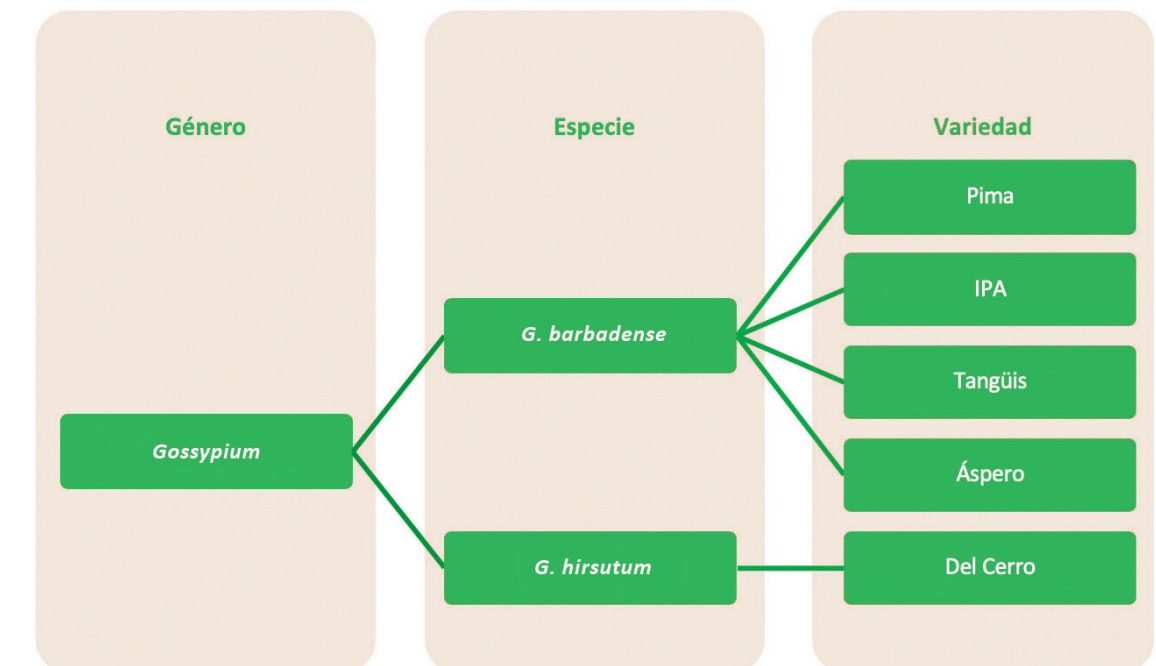 Género
Especie
Variedad
Pima
IPA
G. barbadense
Tangüis
Gossypium
Áspero
G. hirsutum
Del Cerro